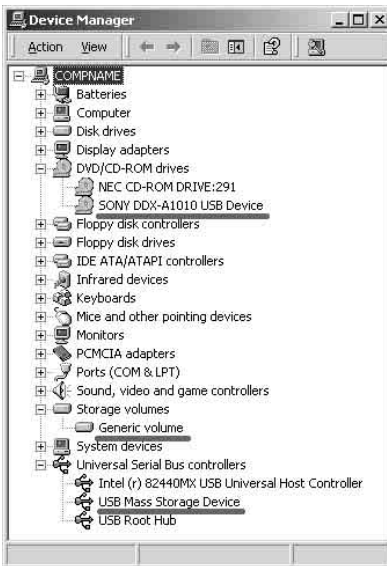 Device Manager
Action View
COMPNAME
Batteries
Computer
Disk drives
Display adapters
DVD/CD-ROM drives
NEC CD-ROM DRIVE:291
SONY DDX-A1010 USB Device
Floppy disk controllers
Floppy disk drives
IDE ATA/ATAPI controllers
Infrared devices
Keyboards
Mice and other pointing devices
Monitors
PCMCIA adapters
Ports (COM & LPT)
Sound, video and game controllers
Storage volumes
Generic volume
System devices
Universal Serial Bus controllers
Intel (r) 82440MX USB Universal Host Controller
USB Mass Storage Device
USB Root Hub